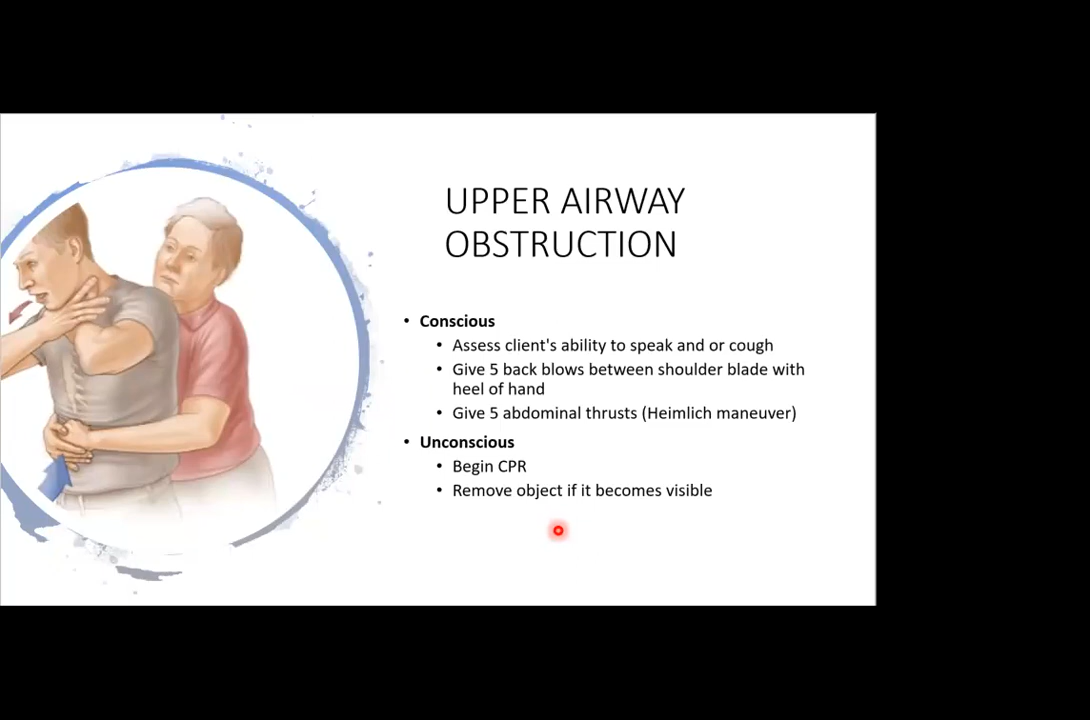 UPPER AIRWAY
OBSTRUCTION
• Conscious
• Assess client's ability to speak and or cough
• Give 5 back blows between shoulder blade with
heel of hand
• Give 5 abdominal thrusts (Heimlich maneuver)
• Unconscious
• Begin CPR
• Remove object if it becomes visible